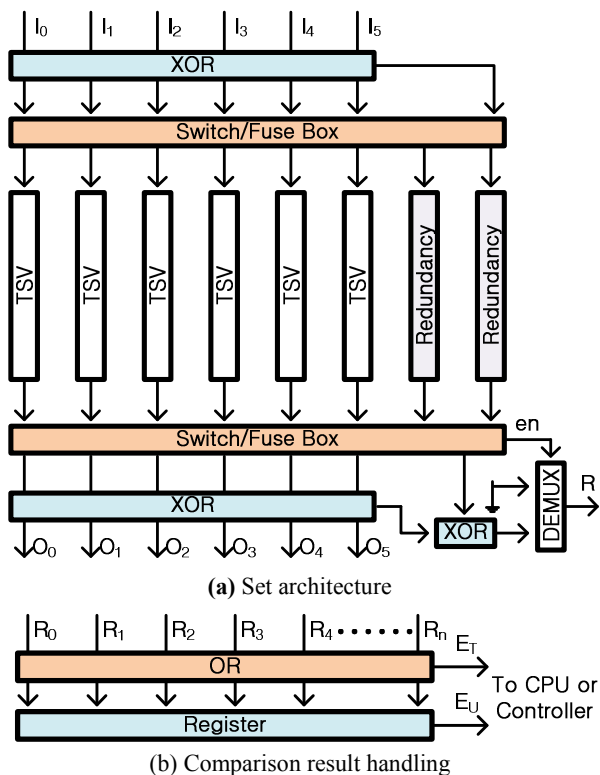 I0 I1 I2 I3 I4 I5
XOR
Switch/Fuse Box
TSV TSV TSV TSV TSV TSV Redundancy Redundancy
Switch/Fuse Box
en
XOR
XOR
DEMUX
R
O0 O1 O2 O3 O4 O5
(a) Set architecture
R0 R1 R2 R3 R4 ······ Rn
OR
ET
To CPU or
Controller
Register
EU
(b) Comparison result handling